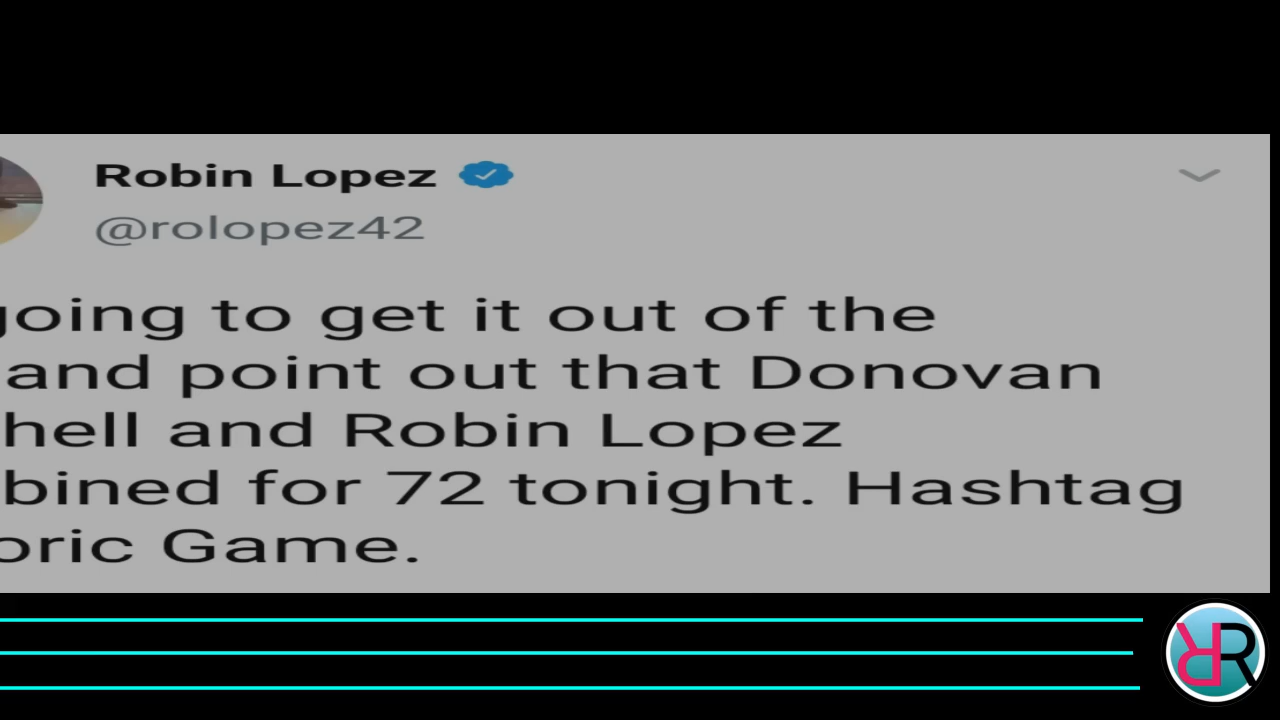 Robin Lopez
@rolopez42
going to get it out of the
and point out that Donovan
hell and Robin Lopez
bined for 72 tonight. Hashtag
oric Game.
RR